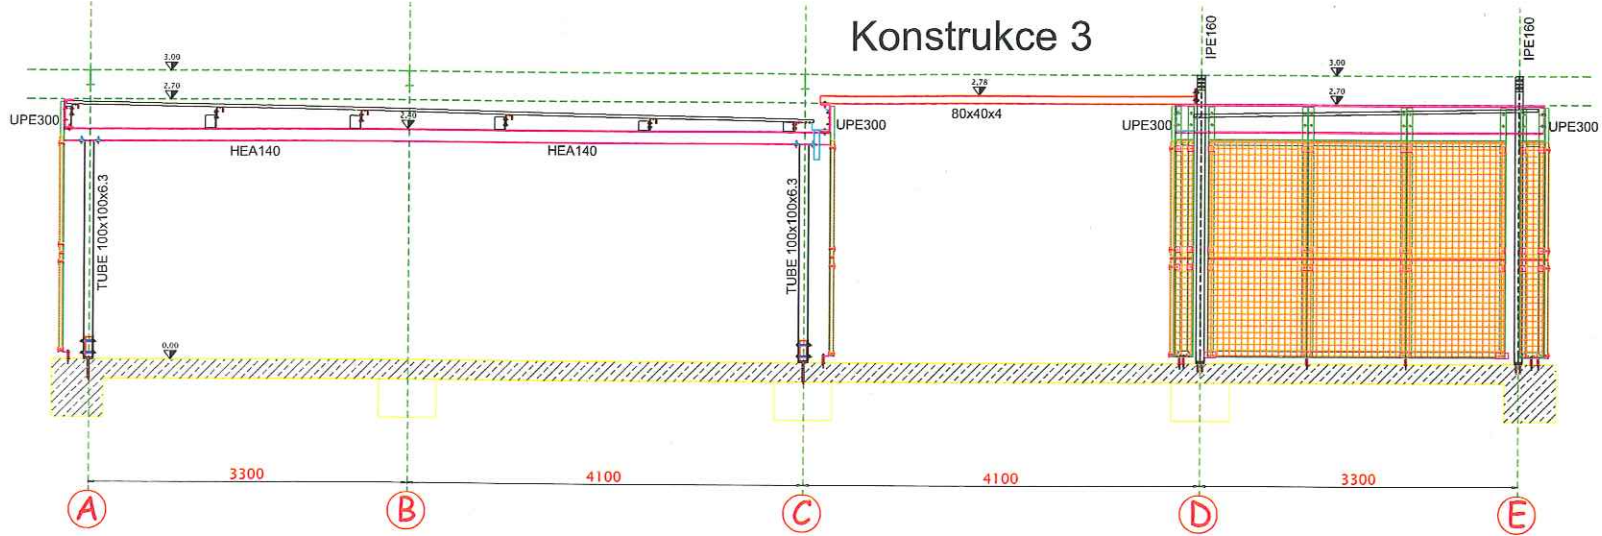 Konstrukce 3
IPE160
IPE160
3,00
3,00
2,70
2,78
2,70
UPE300
2,40
80x40x4
UPE300
UPE300
UPE300
HEA140
HEA140
TUBE 100x100x6.3
TUBE 100x100x6.3
0,00
3300
4100
4100
3300
A
B
C
D
E